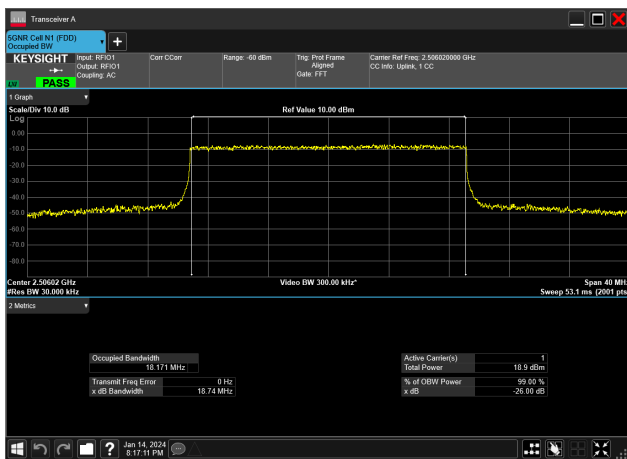 Transceiver A
5GNR Cell N1 (FDD)
Occupied BW
KEYSIGHT
PASS
Input: RFIO1
Output: RFIO1
Coupling: AC
Corr CCorr
Range: -60 dBm
Trig: Prot Frame
Aligned
Gate: FFT
Carrier Ref Freq: 2.506020000 GHz
CC Info: Uplink, 1 CC
1 Graph
Scale/Div 10.0 dB
Ref Value 10.00 dBm
Log
0.00
-10.0
-20.0
-30.0
-40.0
-50.0
-60.0
-70.0
-80.0
Center 2.50602 GHz
Video BW 300.00 kHz*
Span 40 MH
#Res BW 30.000 kHz
Sweep 53.1 ms (2001 pts
2 Metrics
Occupied Bandwidth
18.171 MHz
Transmit Freq Error 0 Hz
x dB Bandwidth 18.74 MHz
Active Carrier(s) 1
Total Power 18.9 dBm
% of OBW Power 99.00 %
x dB -26.00 dB
?
Jan 14, 2024
8:17:11 PM